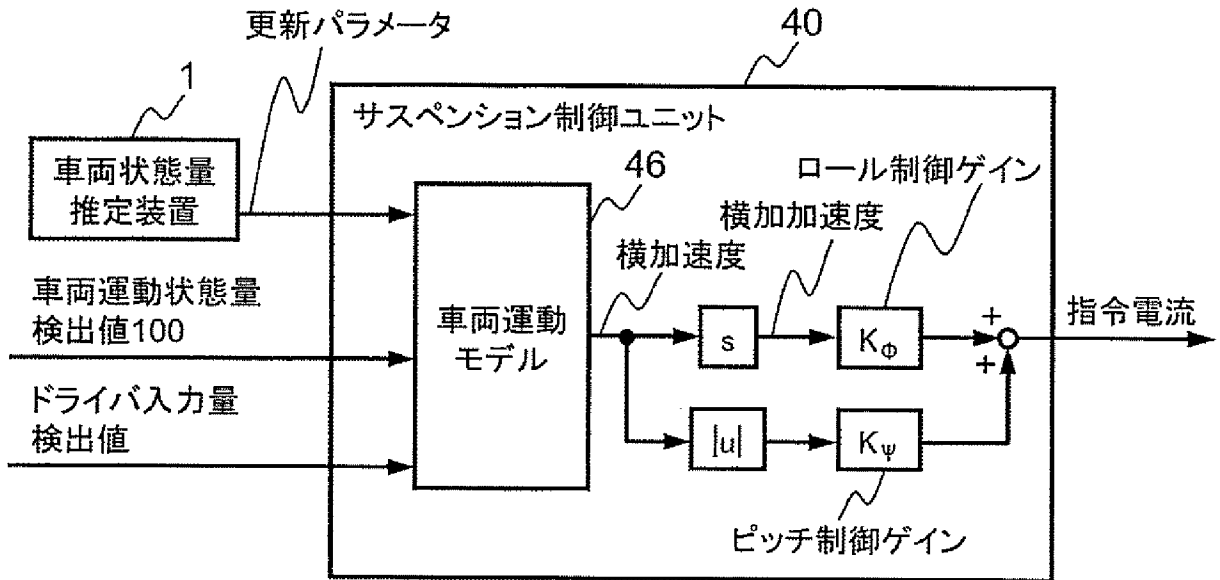 更新パラメータ
40
1
サスペンション制御ユニット
車両状態量
推定装置
46
ロール制御ゲイン
横加加速度
横加速度
車両運動状態量
検出値100
車両運動
モデル
s
KΦ
+
+
指令電流
ドライバ入力量
検出値
|u|
KΨ
ピッチ制御ゲイン